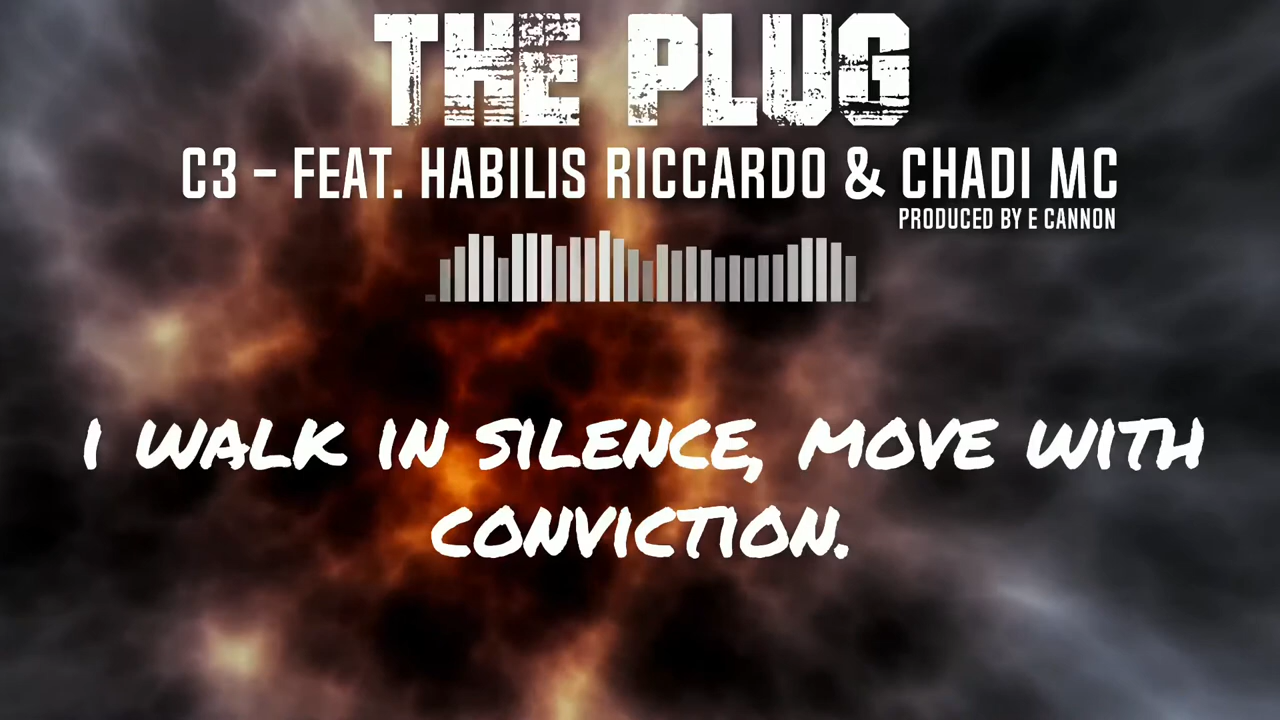 THE PLUG
C3 – FEAT. HABILIS RICCARDO & CHADI MC
PRODUCED BY E CANNON
I WALK IN SILENCE, MOVE WITH
CONVICTION.